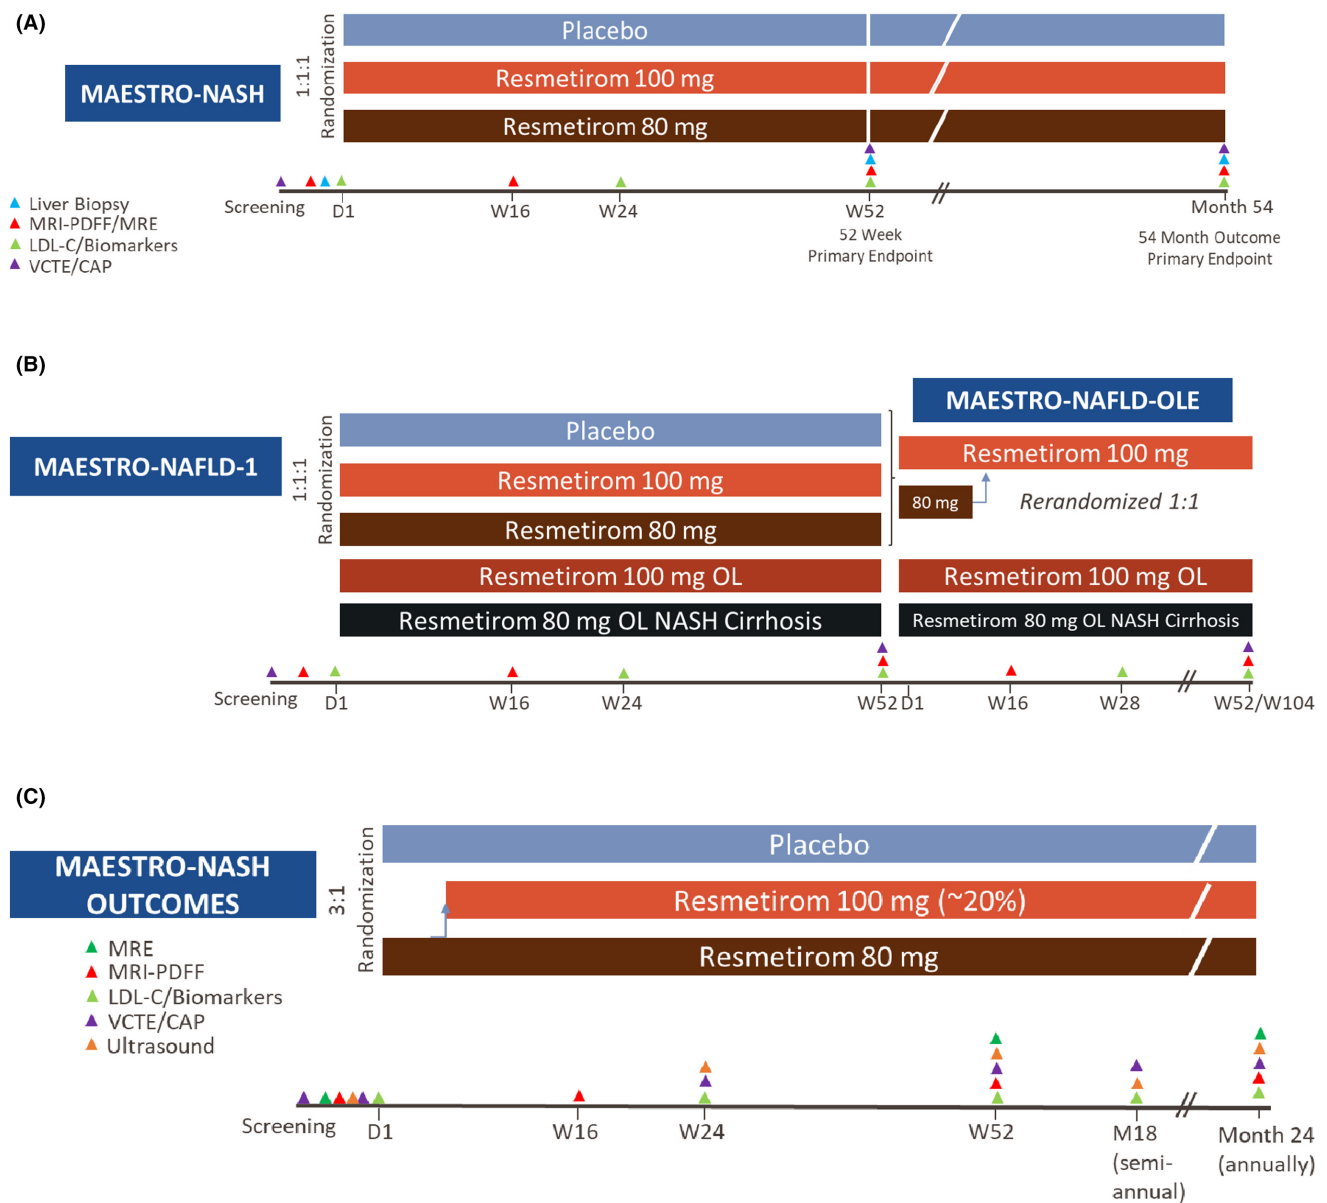 (A)
MAESTRO-NASH
1:1:1
Randomization
Placebo
Resmetirom 100 mg
Resmetirom 80 mg
Liver Biopsy
MRI-PDFF/MRE
LDL-C/Biomarkers
VCTE/CAP
Screening
D1
W16
W24
W52
52 Week
Primary Endpoint
Month 54
54 Month Outcome
Primary Endpoint
(B)
MAESTRO-NAFLD-1
1:1:1
Randomization
Placebo
Resmetirom 100 mg
Resmetirom 80 mg
Resmetirom 100 mg OL
Resmetirom 80 mg OL NASH Cirrhosis
MAESTRO-NAFLD-OLE
Resmetirom 100 mg
80 mg
Rerandomized 1:1
Resmetirom 100 mg OL
Resmetirom 80 mg OL NASH Cirrhosis
Screening
D1
W16
W24
W52
D1
W16
W28
W52/W104
(C)
MAESTRO-NASH
OUTCOMES
3:1
Randomization
Placebo
Resmetirom 100 mg (~20%)
Resmetirom 80 mg
MRE
MRI-PDFF
LDL-C/Biomarkers
VCTE/CAP
Ultrasound
Screening
D1
W16
W24
W52
M18
(semi-
annual)
Month 24
(annually)